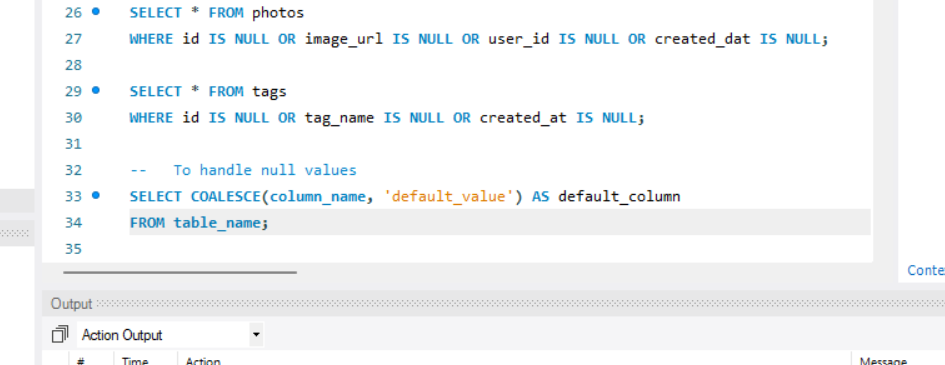 26 SELECT * FROM photos
27 WHERE id IS NULL OR image_url IS NULL OR user_id IS NULL OR created_dat IS NULL;
28
29 SELECT * FROM tags
30 WHERE id IS NULL OR tag_name IS NULL OR created_at IS NULL;
31
32 -- To handle null values
33 SELECT COALESCE(column_name, 'default_value') AS default_column
34 FROM table_name;
35
Conte
Output
Action Output
# Time Action Message